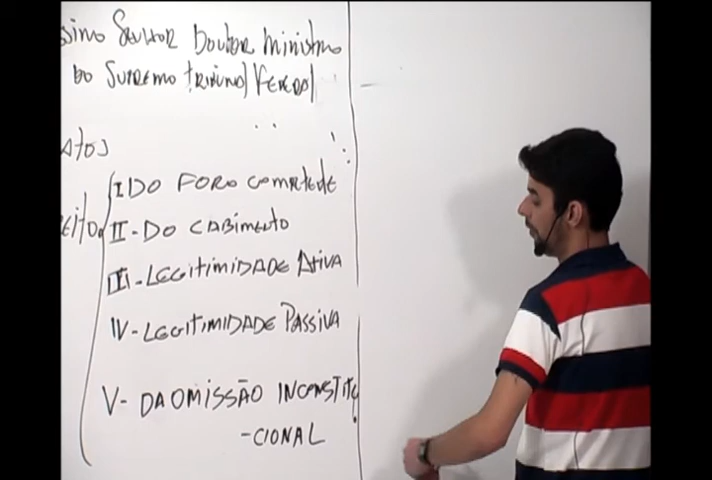 ssimo Senhor Doutor Ministro
do Supremo Tribunal Federal
atos
I DO FORO COMPETENTE
eito. II - DO CABIMENTO
III - LEGITIMIDADE ATIVA
IV - LEGITIMIDADE PASSIVA
V - DA OMISSÃO INCONSTITU
-CIONAL